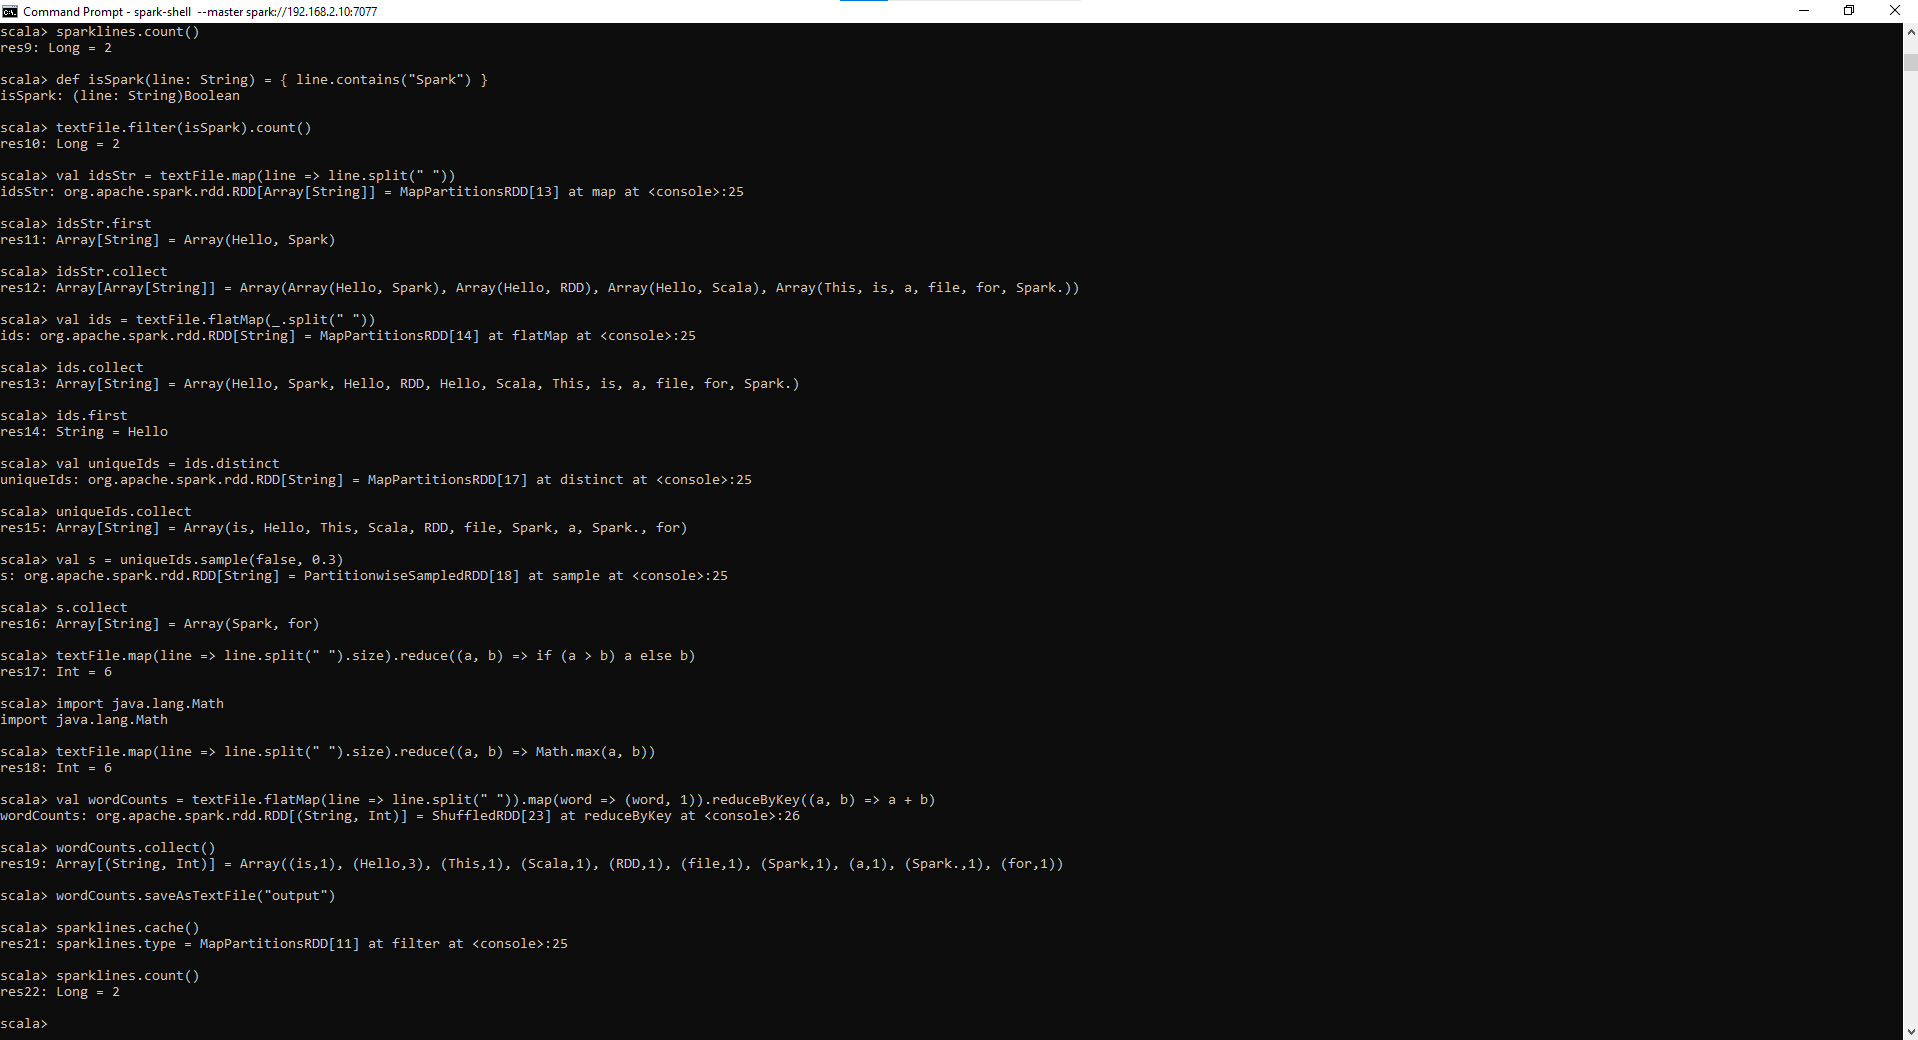 Command Prompt - spark-shell  --master spark://192.168.2.10:7077
scala> sparklines.count()
res9: Long = 2
scala> def isSpark(line: String) = { line.contains("Spark") }
isSpark: (line: String)Boolean
scala> textFile.filter(isSpark).count()
res10: Long = 2
scala> val idsStr = textFile.map(line => line.split(" "))
idsStr: org.apache.spark.rdd.RDD[Array[String]] = MapPartitionsRDD[13] at map at <console>:25
scala> idsStr.first
res11: Array[String] = Array(Hello, Spark)
scala> idsStr.collect
res12: Array[Array[String]] = Array(Array(Hello, Spark), Array(Hello, RDD), Array(Hello, Scala), Array(This, is, a, file, for, Spark.))
scala> val ids = textFile.flatMap(_.split(" "))
ids: org.apache.spark.rdd.RDD[String] = MapPartitionsRDD[14] at flatMap at <console>:25
scala> ids.collect
res13: Array[String] = Array(Hello, Spark, Hello, RDD, Hello, Scala, This, is, a, file, for, Spark.)
scala> ids.first
res14: String = Hello
scala> val uniqueIds = ids.distinct
uniqueIds: org.apache.spark.rdd.RDD[String] = MapPartitionsRDD[17] at distinct at <console>:25
scala> uniqueIds.collect
res15: Array[String] = Array(is, Hello, This, Scala, RDD, file, Spark, a, Spark., for)
scala> val s = uniqueIds.sample(false, 0.3)
s: org.apache.spark.rdd.RDD[String] = PartitionwiseSampledRDD[18] at sample at <console>:25
scala> s.collect
res16: Array[String] = Array(Spark, for)
scala> textFile.map(line => line.split(" ").size).reduce((a, b) => if (a > b) a else b)
res17: Int = 6
scala> import java.lang.Math
import java.lang.Math
scala> textFile.map(line => line.split(" ").size).reduce((a, b) => Math.max(a, b))
res18: Int = 6
scala> val wordCounts = textFile.flatMap(line => line.split(" ")).map(word => (word, 1)).reduceByKey((a, b) => a + b)
wordCounts: org.apache.spark.rdd.RDD[(String, Int)] = ShuffledRDD[23] at reduceByKey at <console>:26
scala> wordCounts.collect()
res19: Array[(String, Int)] = Array((is,1), (Hello,3), (This,1), (Scala,1), (RDD,1), (file,1), (Spark,1), (a,1), (Spark.,1), (for,1))
scala> wordCounts.saveAsTextFile("output")
scala> sparklines.cache()
res21: sparklines.type = MapPartitionsRDD[11] at filter at <console>:25
scala> sparklines.count()
res22: Long = 2
scala>